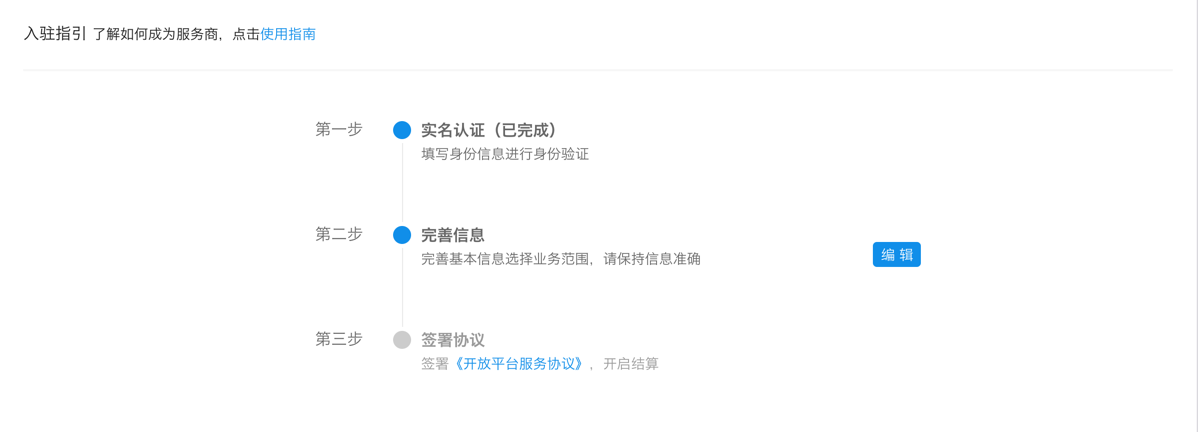 入驻指引 了解如何成为服务商，点击使用指南
第一步
实名认证（已完成）
填写身份信息进行身份验证
第二步
完善信息
完善基本信息选择业务范围，请保持信息准确
编 辑
第三步
签署协议
签署《开放平台服务协议》，开启结算